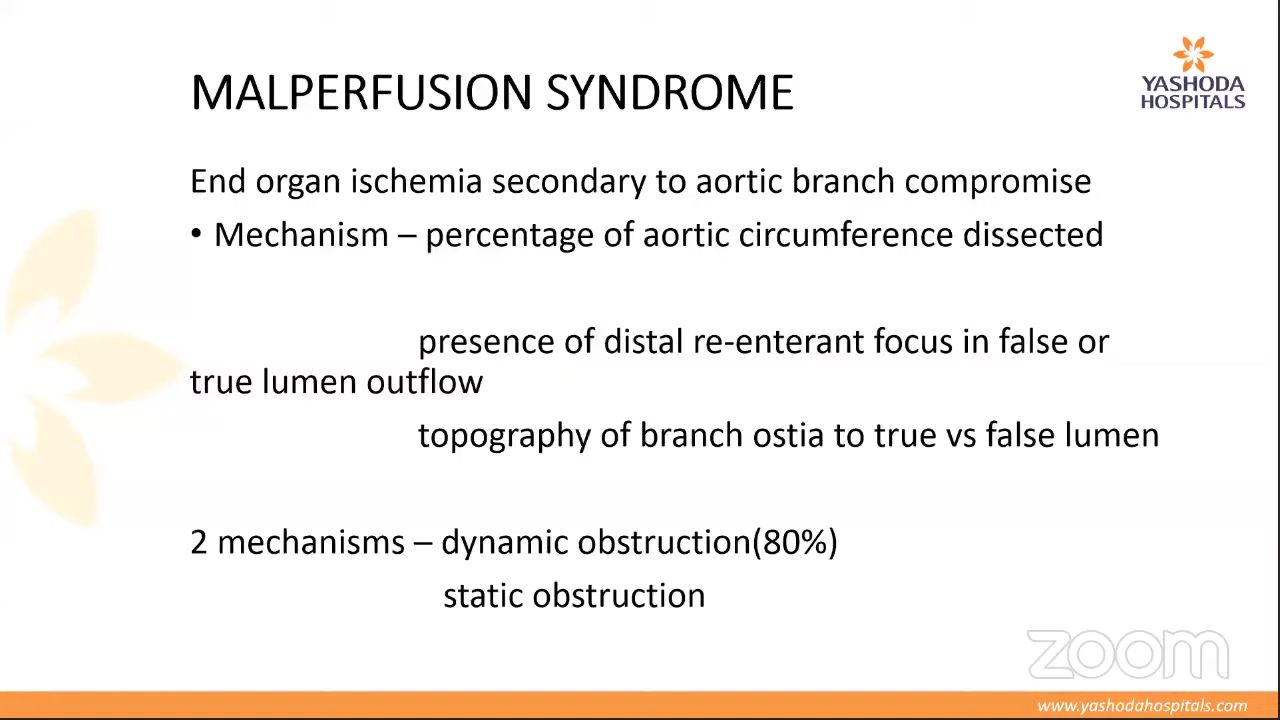 MALPERFUSION SYNDROME
YASHODA
HOSPITALS
End organ ischemia secondary to aortic branch compromise
• Mechanism – percentage of aortic circumference dissected
presence of distal re-enterant focus in false or
true lumen outflow
topography of branch ostia to true vs false lumen
2 mechanisms – dynamic obstruction(80%)
static obstruction
zoom
www.yashodahospitals.com